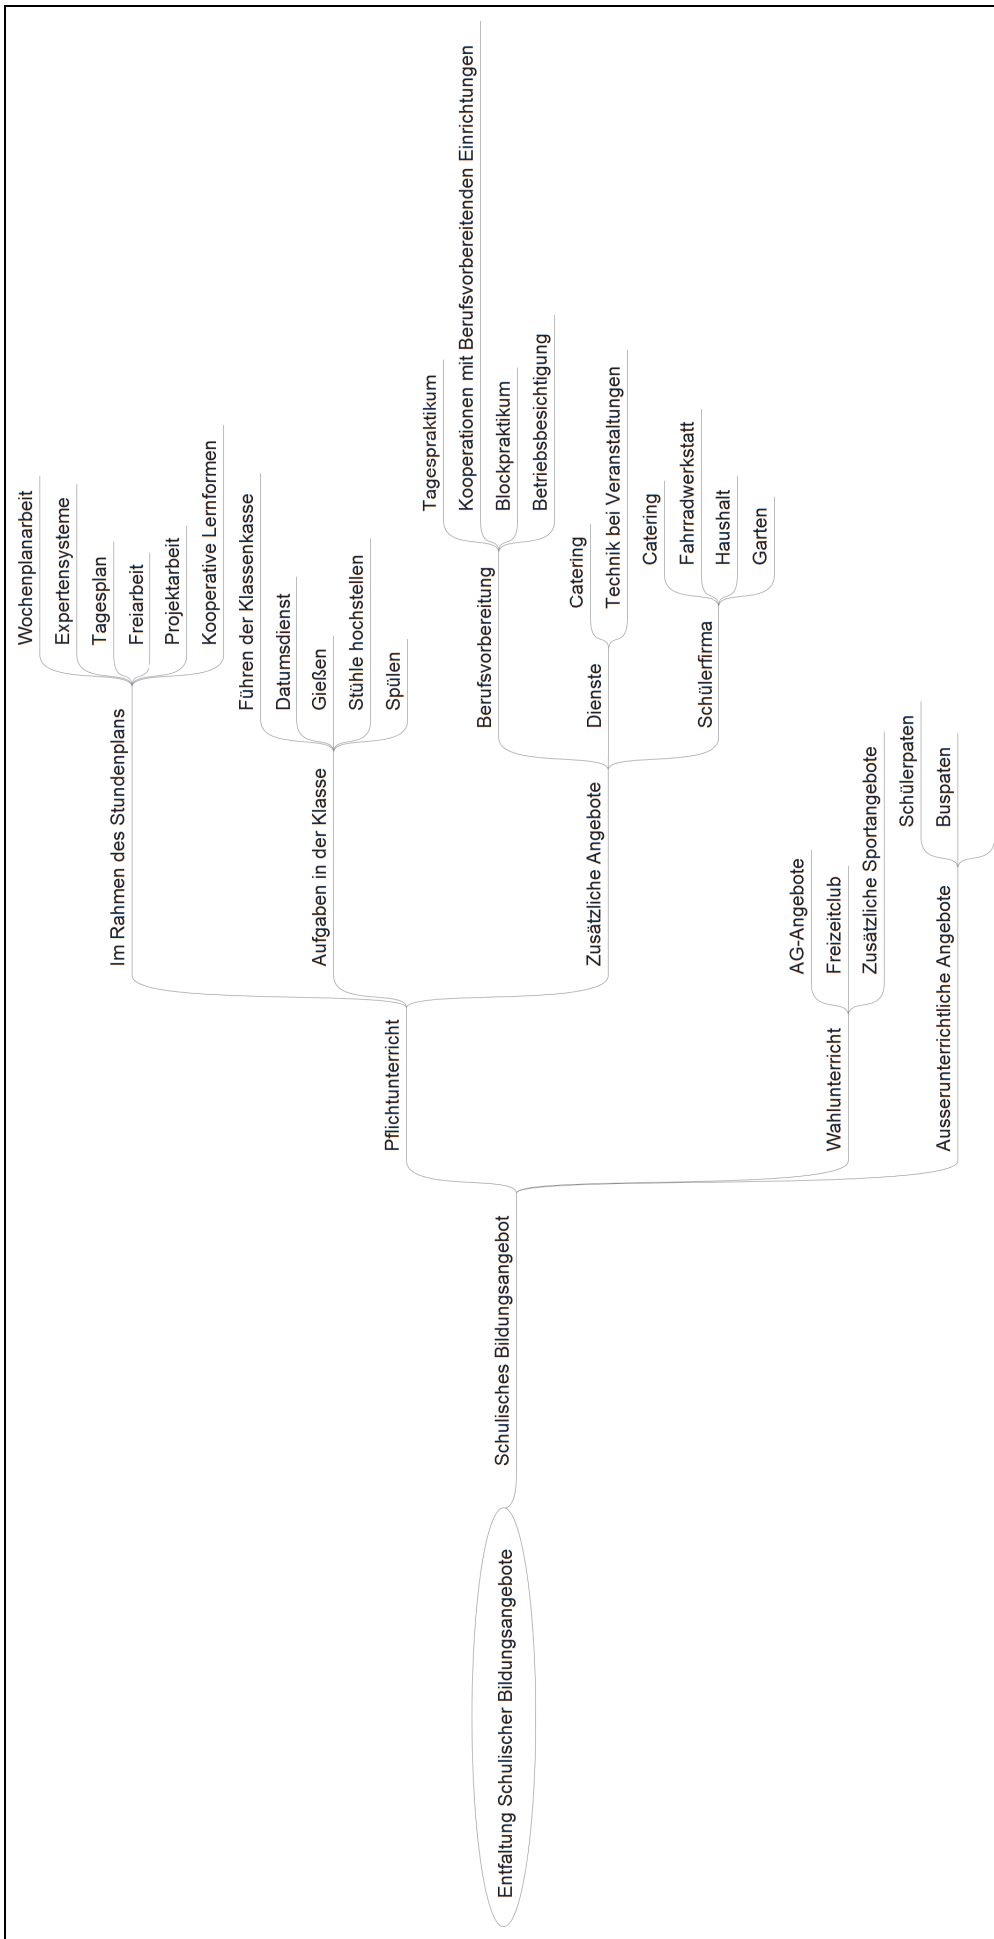 Entfaltung Schulischer Bildungsangebote
Schulisches Bildungsangebot
Pflichtunterricht
Im Rahmen des Stundenplans
Wochenplanarbeit
Expertensysteme
Tagesplan
Freiarbeit
Projektarbeit
Kooperative Lernformen
Aufgaben in der Klasse
Führen der Klassenkasse
Datumsdienst
Gießen
Stühle hochstellen
Spülen
Zusätzliche Angebote
Berufsvorbereitung
Tagespraktikum
Kooperationen mit Berufsvorbereitenden Einrichtungen
Blockpraktikum
Betriebsbesichtigung
Dienste
Catering
Technik bei Veranstaltungen
Schülerfirma
Catering
Fahrradwerkstatt
Haushalt
Garten
Wahlunterricht
AG-Angebote
Freizeitclub
Zusätzliche Sportangebote
Ausserunterrichtliche Angebote
Schülerpaten
Buspaten